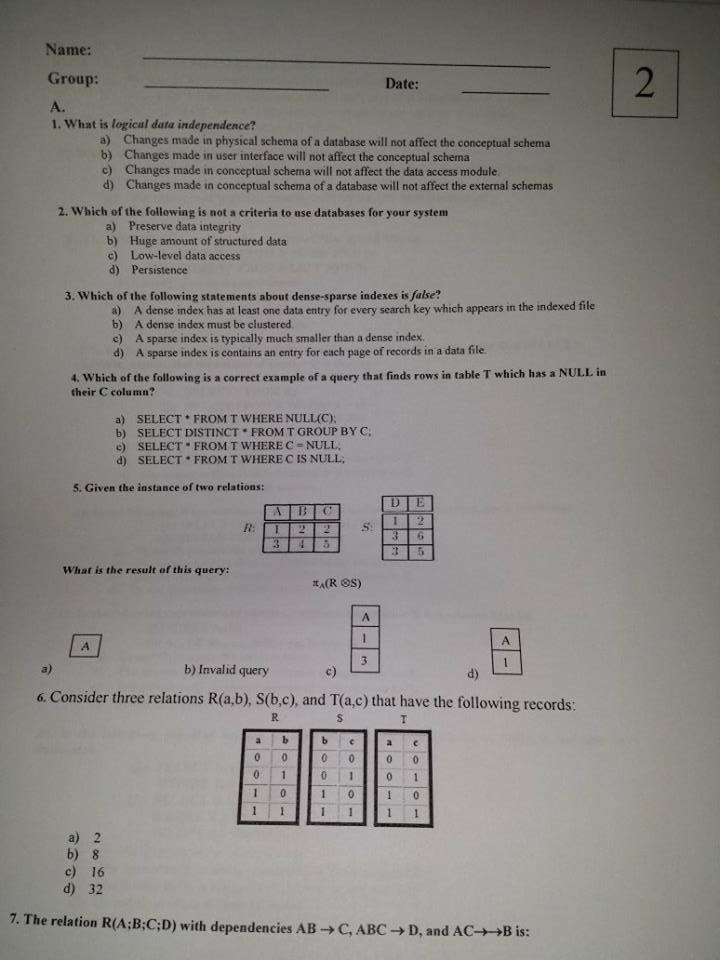 Name:
Group:
Date:
2
A.
1. What is logical data independence?
a) Changes made in physical schema of a database will not affect the conceptual schema
b) Changes made in user interface will not affect the conceptual schema
c) Changes made in conceptual schema will not affect the data access module.
d) Changes made in conceptual schema of a database will not affect the external schemas
2. Which of the following is not a criteria to use databases for your system
a) Preserve data integrity
b) Huge amount of structured data
c) Low-level data access
d) Persistence
3. Which of the following statements about dense-sparse indexes is false?
a) A dense index has at least one data entry for every search key which appears in the indexed file
b) A dense index must be clustered.
c) A sparse index is typically much smaller than a dense index.
d) A sparse index is contains an entry for each page of records in a data file.
4. Which of the following is a correct example of a query that finds rows in table T which has a NULL in
their C column?
a) SELECT * FROM T WHERE NULL(C);
b) SELECT DISTINCT * FROM T GROUP BY C;
c) SELECT * FROM T WHERE C = NULL;
d) SELECT * FROM T WHERE C IS NULL;
5. Given the instance of two relations:
R:
A B C
1 2 2
3 4 5
S:
D E
1 2
3 6
3 5
What is the result of this query:
πA(R ⊗S)
a)
A
b) Invalid query
c)
A
1
3
d)
A
1
6. Consider three relations R(a,b), S(b,c), and T(a,c) that have the following records:
R S T
a b b c a c
0 0 0 0 0 0
0 1 0 1 0 1
1 0 1 0 1 0
1 1 1 1 1 1
a) 2
b) 8
c) 16
d) 32
7. The relation R(A;B;C;D) with dependencies AB → C, ABC → D, and AC→→B is: